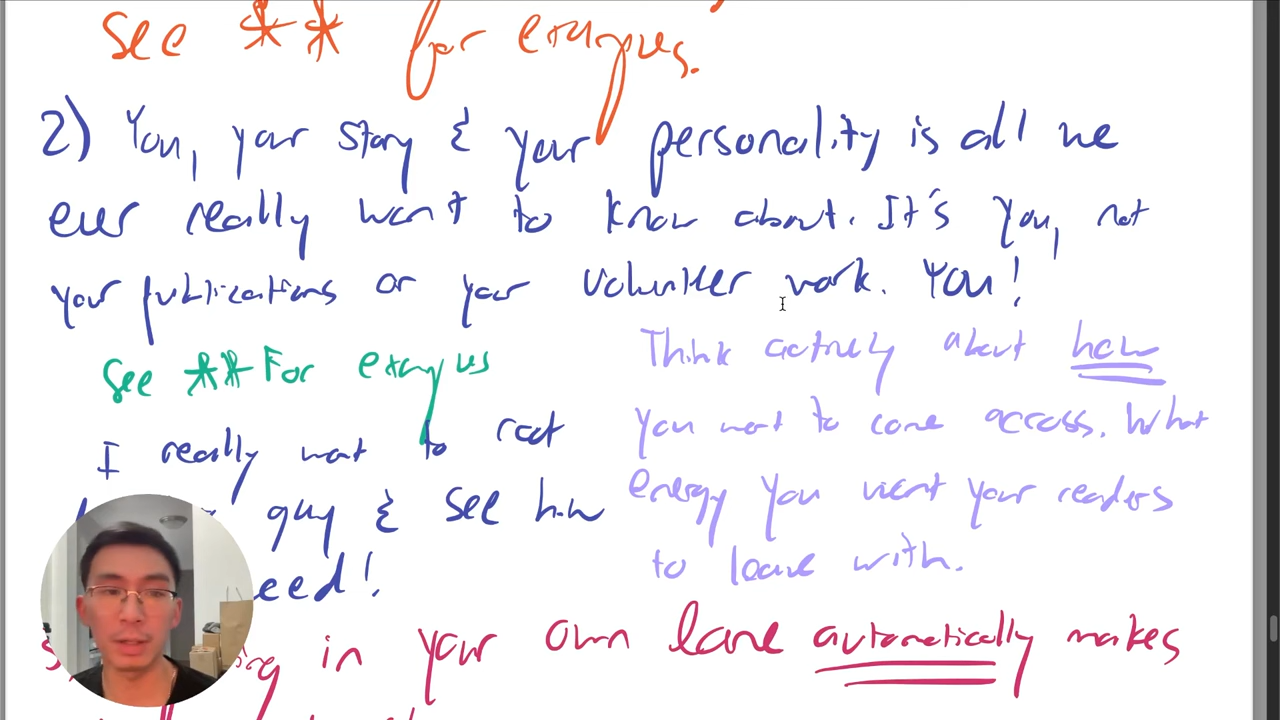 See ** for
2) You, your story & your personality is all we
ever really want to know about. It's you, not
your publications or your volunteer work. You!
See ** For
Think actively about how
I really want to root
you want to come across. What
guy & see how
energy you want your readers
to leave with.
eed!
in your own lane automatically makes